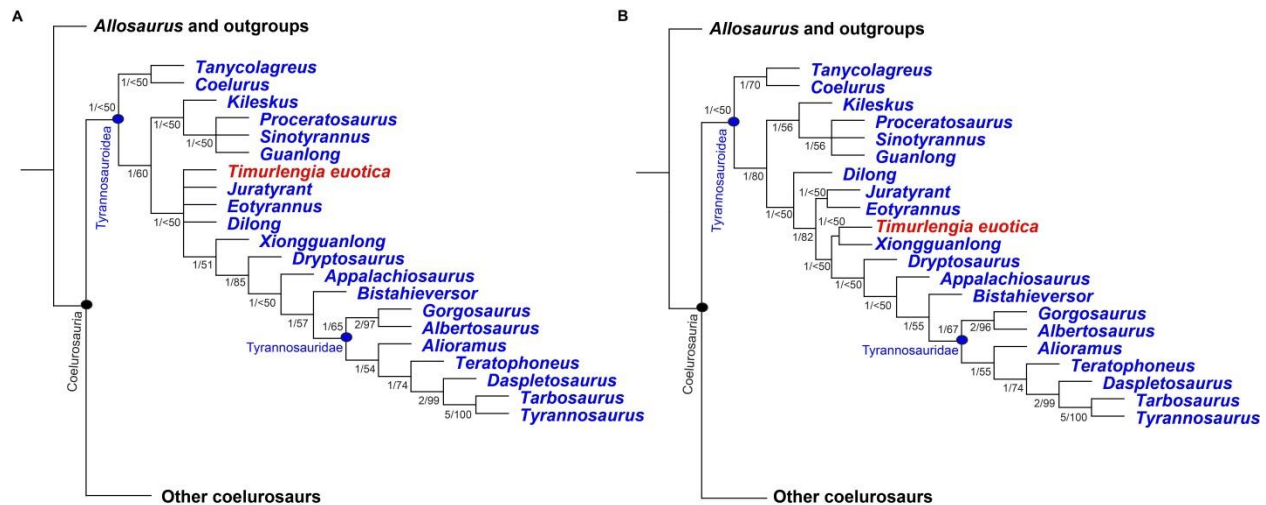 A
Allosaurus and outgroups
Tanycolagreus
1/<50
Coelurus
1/<50
Kileskus
1/<50
Proceratosaurus
Sinotyrannus
1/<50
Guanlong
Tyrannosauroidea
1/60
Timurlengia euotica
Juratyrant
Eotyrannus
1/<50
Dilong
Xiongguanlong
1/51
Dryptosaurus
1/85
Appalachiosaurus
1/<50
Bistahieversor
1/57
Gorgosaurus
1/65
2/97
Albertosaurus
Tyrannosauridae
Alioramus
1/54
Teratophoneus
1/74
Daspletosaurus
2/99
Tarbosaurus
5/100
Tyrannosaurus
Coelurosauria
Other coelurosaurs
B
Allosaurus and outgroups
Tanycolagreus
1/70
Coelurus
1/<50
Kileskus
1/56
Proceratosaurus
Sinotyrannus
1/56
Guanlong
Tyrannosauroidea
1/80
Dilong
1/<50
Juratyrant
1/<50
Eotyrannus
1/82
1/<50
Timurlengia euotica
Xiongguanlong
1/<50
Dryptosaurus
1/<50
Appalachiosaurus
1/<50
Bistahieversor
1/55
Gorgosaurus
1/67
2/96
Albertosaurus
Tyrannosauridae
Alioramus
1/55
Teratophoneus
1/74
Daspletosaurus
2/99
Tarbosaurus
5/100
Tyrannosaurus
Coelurosauria
Other coelurosaurs